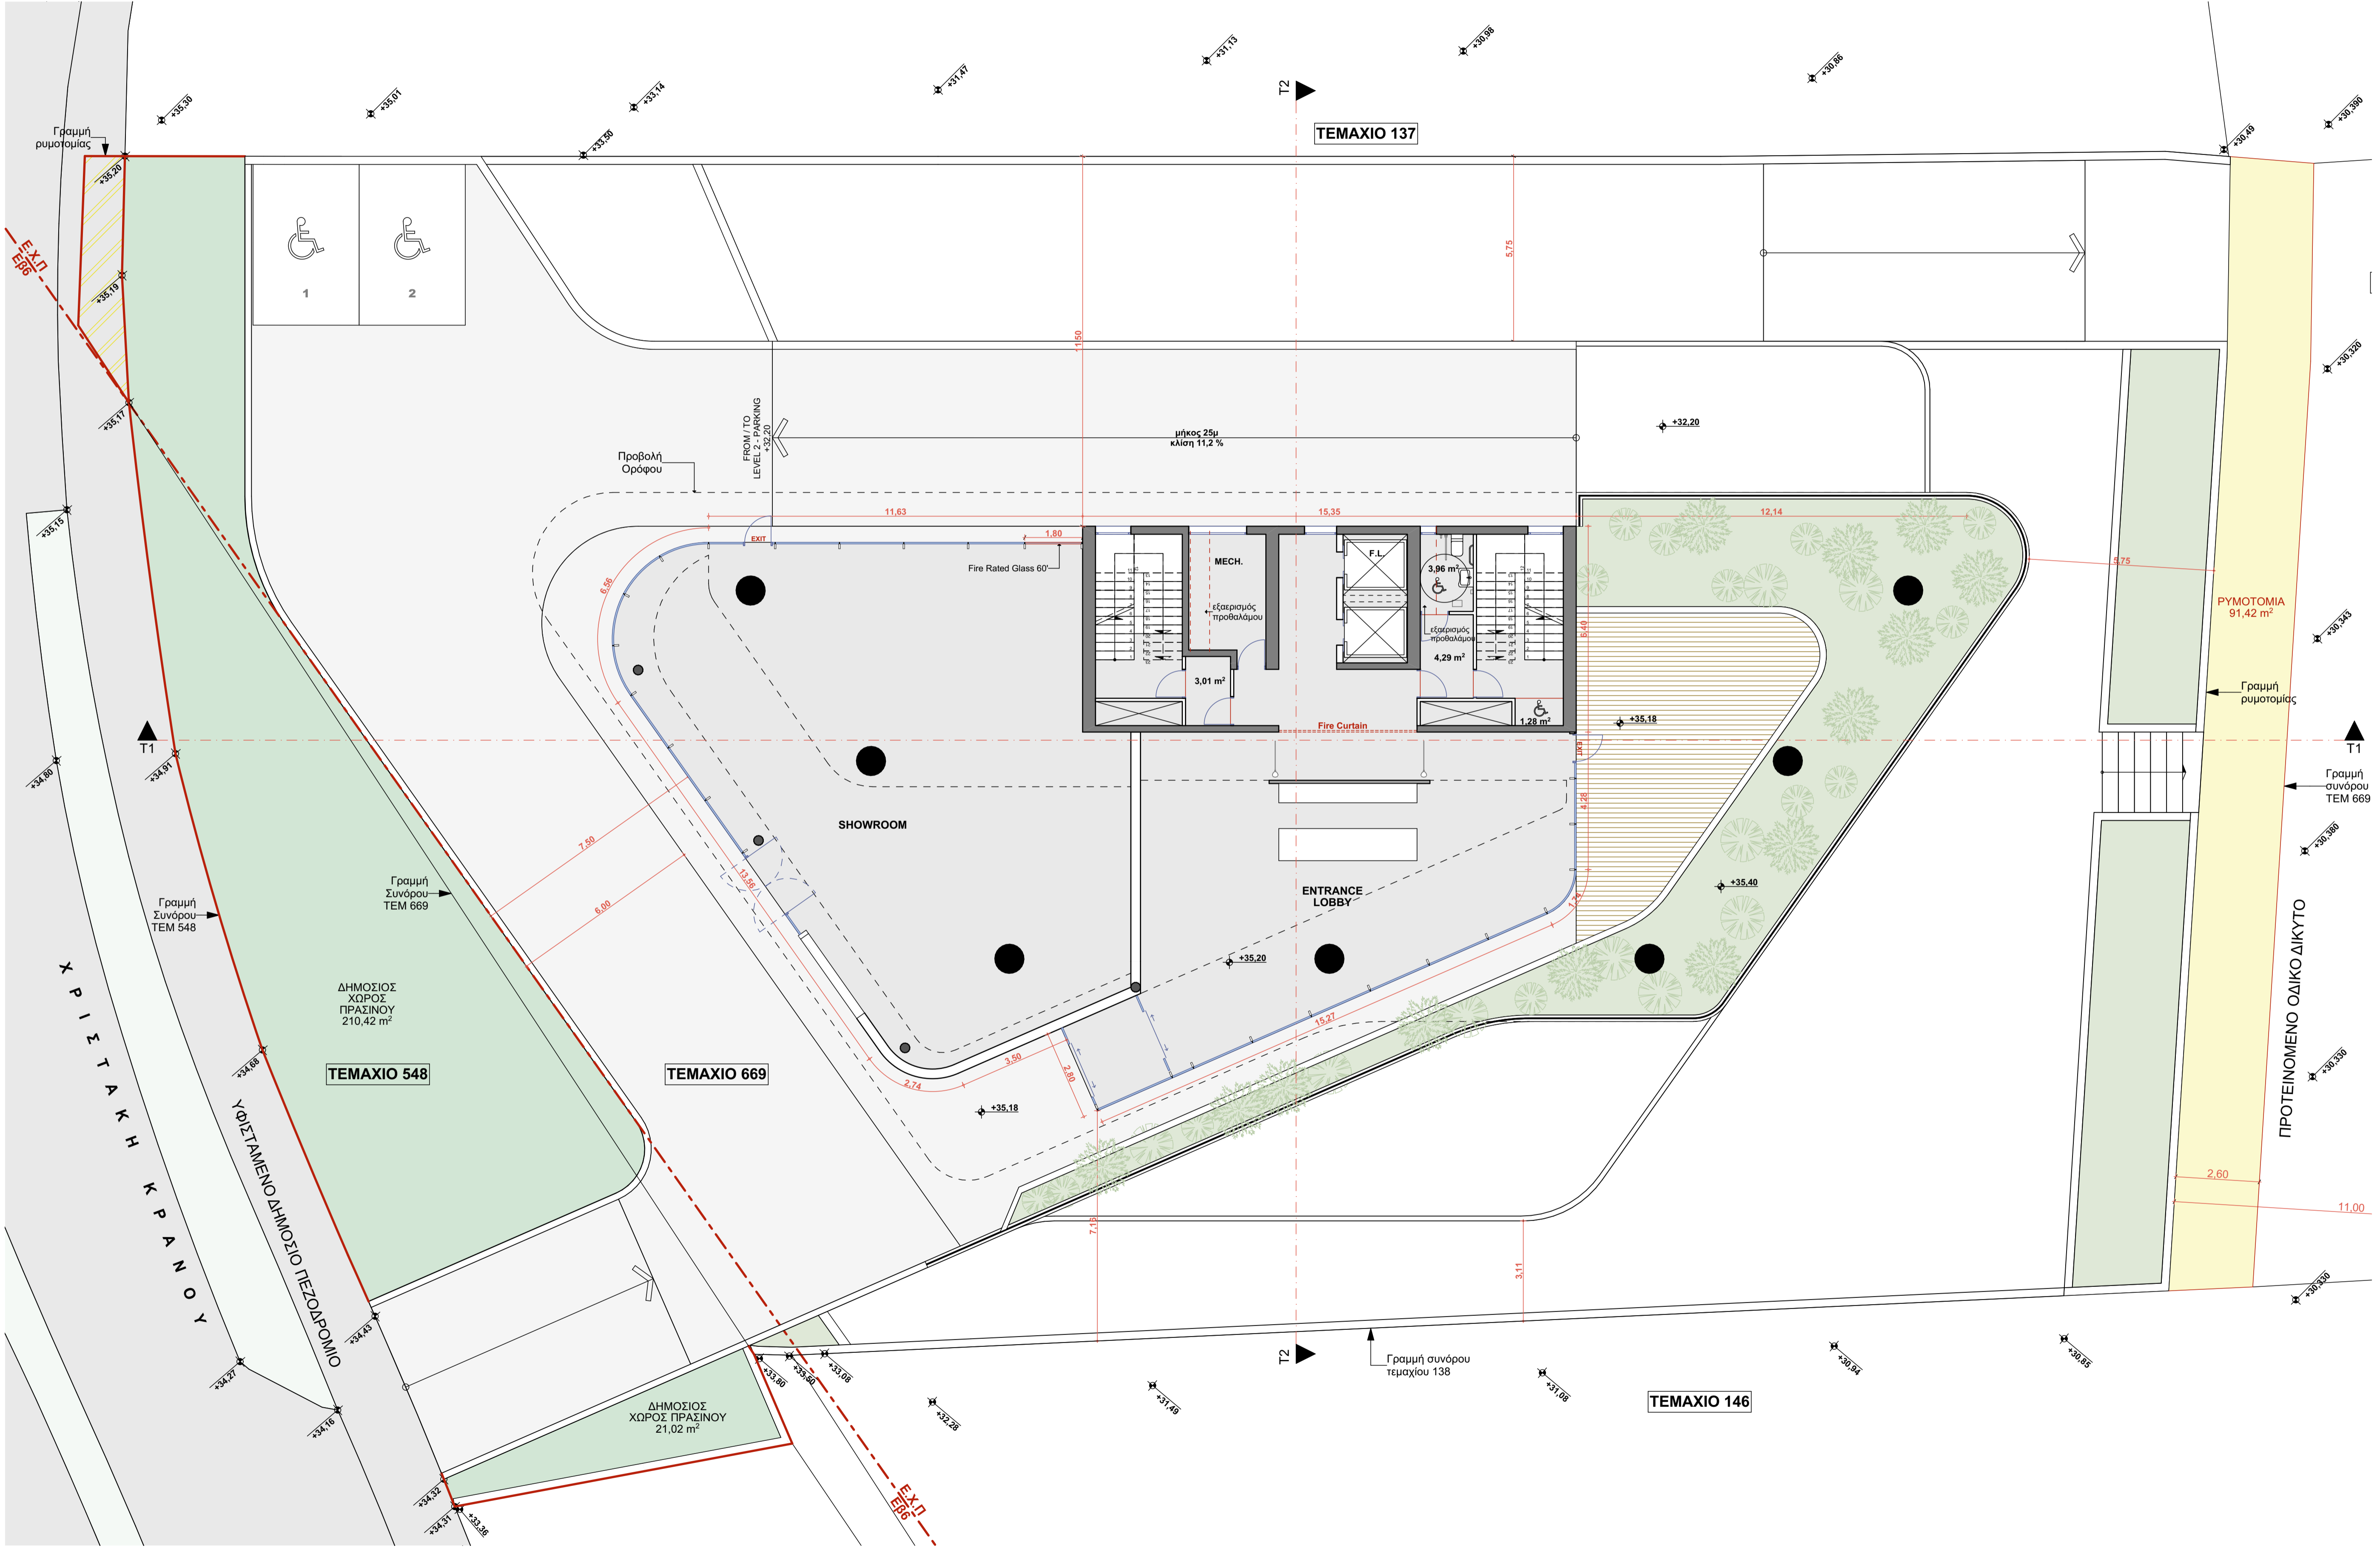 +35,30
+35,01
+33,14
+33,50
+31,47
+31,13
+30,98
+30,86
+30,49
+30,390
T2
ΤΕΜΑΧΙΟ 137
Γραμμή
ρυμοτομίας
+35,20
+35,19
+35,17
Ε.Χ.Π
Εβ6
1
2
11,50
5,75
+30,320
FROM / TO
LEVEL 2 - PARKING
+32,20
μήκος 25μ
κλίση 11,2 %
+32,20
Προβολή
Ορόφου
+35,15
11,63
15,35
12,14
EXIT
1,80
Fire Rated Glass 60'
6,56
MECH.
εξαερισμός
προθαλάμου
F.L.
3,96 m²
εξαερισμός
προθαλάμου
4,29 m²
3,01 m²
1,28 m²
6,40
5,75
ΡΥΜΟΤΟΜΙΑ
91,42 m²
+30,343
Γραμμή
ρυμοτομίας
Fire Curtain
+35,18
EXIT
T1
T1
+34,91
+34,80
4,28
Γραμμή
συνόρου
ΤΕΜ 669
+30,380
SHOWROOM
7,50
6,00
13,56
Γραμμή
Συνόρου
ΤΕΜ 669
Γραμμή
Συνόρου
ΤΕΜ 548
ENTRANCE
LOBBY
1,74
+35,40
+35,20
ΠΡΟΤΕΙΝΟΜΕΝΟ ΟΔΙΚΟ ΔΙΚΥΤΟ
ΧΡΙΣΤΑΚΗ ΚΡΑΝΟΥ
ΔΗΜΟΣΙΟΣ
ΧΩΡΟΣ
ΠΡΑΣΙΝΟΥ
210,42 m²
15,27
3,50
2,80
2,74
+35,18
ΤΕΜΑΧΙΟ 548
ΤΕΜΑΧΙΟ 669
+34,68
+30,330
ΥΦΙΣΤΑΜΕΝΟ ΔΗΜΟΣΙΟ ΠΕΖΟΔΡΟΜΙΟ
2,60
11,00
7,16
3,11
+30,330
+34,43
+34,27
+34,16
+33,80
+33,50
+33,08
T2
Γραμμή συνόρου
τεμαχίου 138
+32,28
+31,49
+31,08
+30,94
+30,85
ΤΕΜΑΧΙΟ 146
ΔΗΜΟΣΙΟΣ
ΧΩΡΟΣ ΠΡΑΣΙΝΟΥ
21,02 m²
+34,32
+34,31
+33,36
Ε.Χ.Π
Εβ6